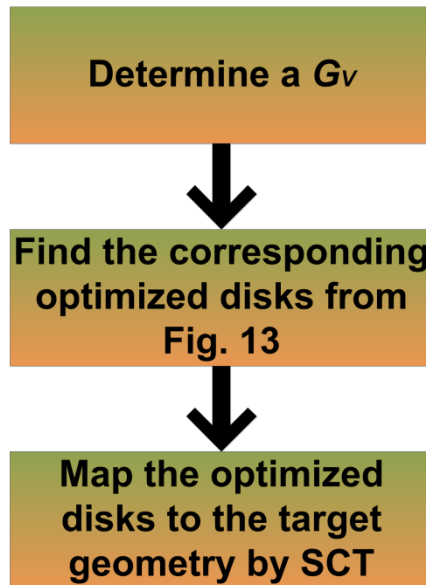 Determine a Gv
Find the corresponding
optimized disks from
Fig. 13
Map the optimized
disks to the target
geometry by SCT